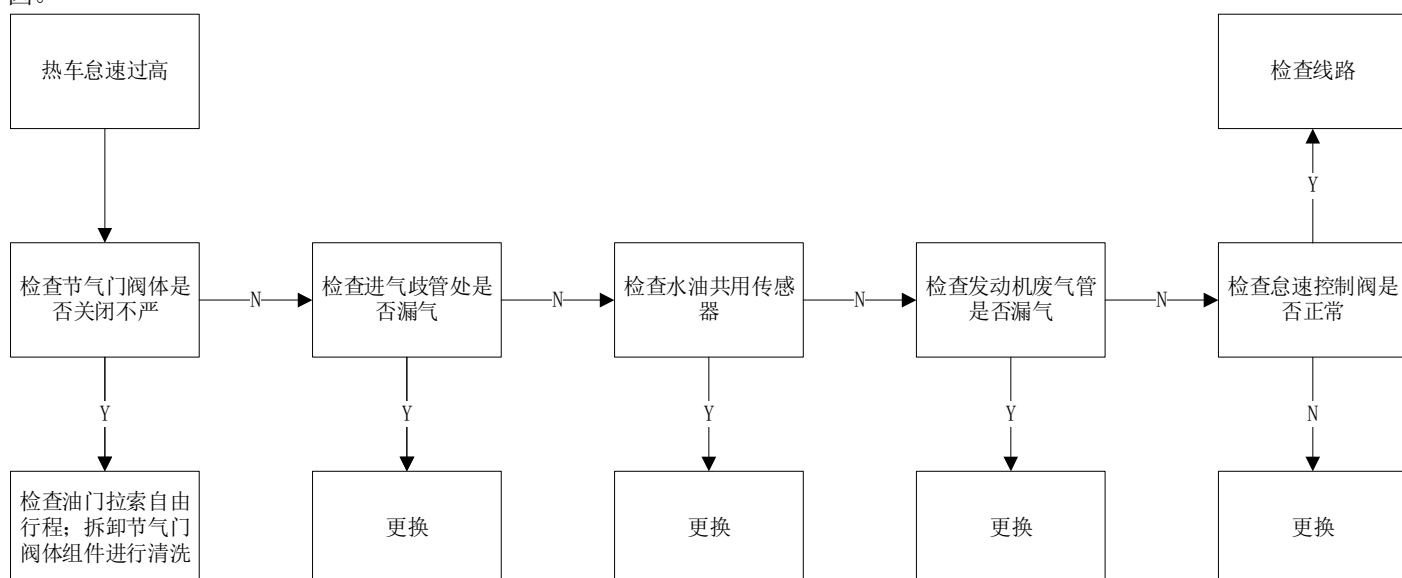 图。
热车怠速过高
检查线路
Y
检查节气门阀体是
否关闭不严
N
检查进气歧管处是
否漏气
N
检查水油共用传感
器
N
检查发动机废气管
是否漏气
N
检查怠速控制阀是
否正常
Y
Y
Y
Y
N
检查油门拉索自由
行程；拆卸节气门
阀体组件进行清洗
更换
更换
更换
更换